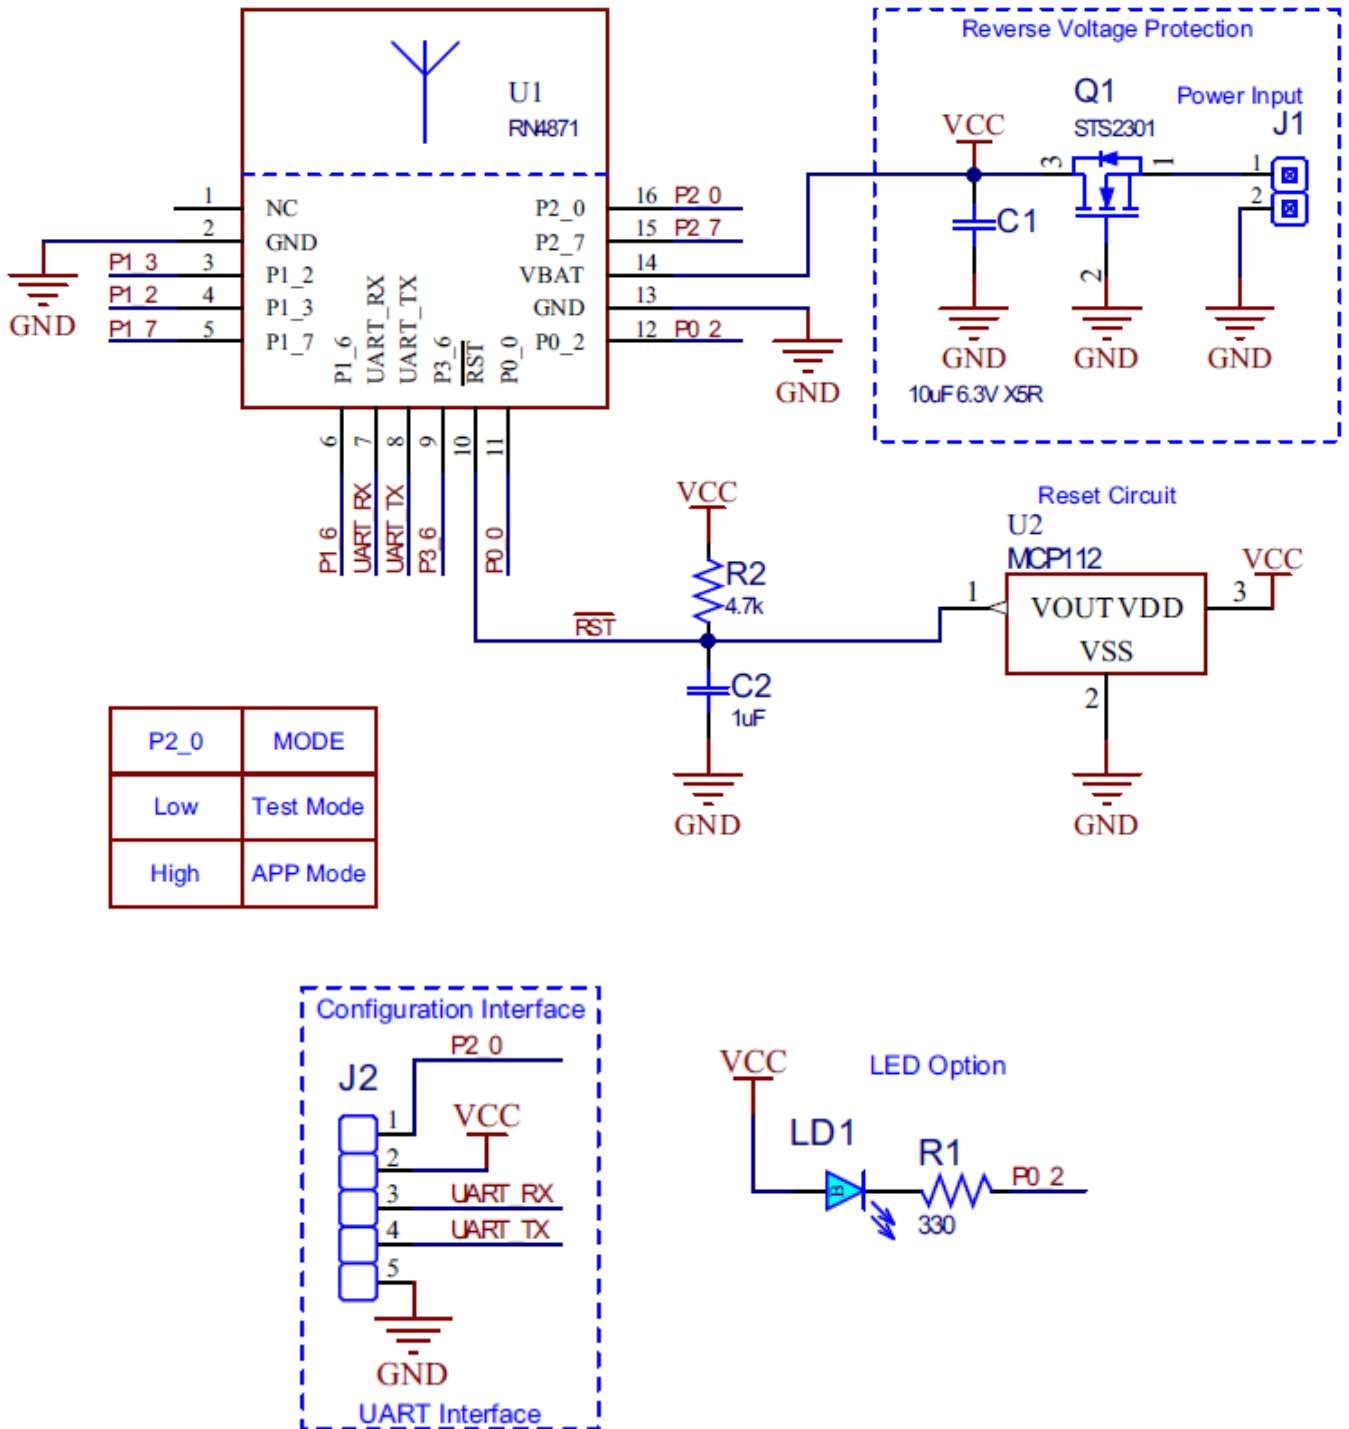 Reverse Voltage Protection
U1
RN4871
Q1
STS2301
Power Input
J1
VCC
3
1
1
2
C1
2
GND
GND
GND
10uF 6.3V X5R
1
NC
2
GND
P1_3
3
P1_2
P1_2
4
P1_3
P1_7
5
P1_7
GND
P2_0
16
P2_0
P2_7
15
P2_7
VBAT
14
GND
13
P0_2
12
P0_2
GND
P1_6
UART_RX
UART_TX
P3_6
RST
P0_0
6
7
8
9
10
11
P1_6
UART_RX
UART_TX
P3_6
P0_0
VCC
R2
4.7k
RST
C2
1uF
GND
Reset Circuit
U2
MCP112
VCC
1
VOUT VDD
3
VSS
2
GND
P2_0 MODE
Low Test Mode
High APP Mode
Configuration Interface
P2_0
J2
1
VCC
2
3
UART_RX
4
UART_TX
5
GND
UART Interface
VCC
LED Option
LD1
B
R1
330
P0_2